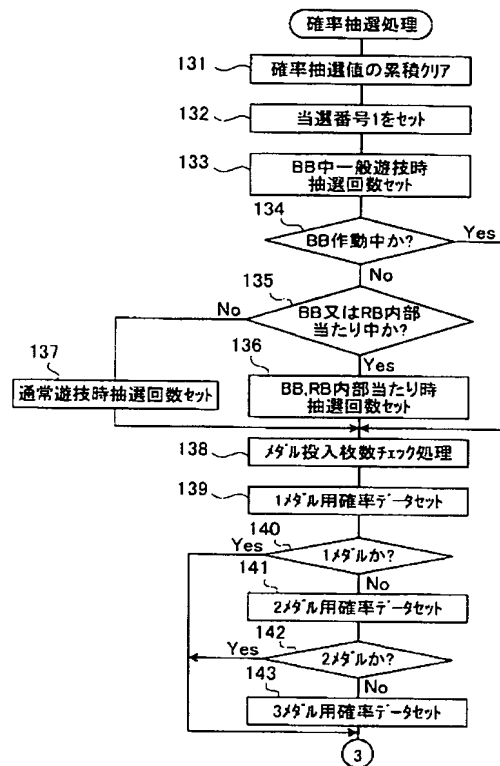 確率抽選処理
131
確率抽選値の累積クリア
132
当選番号1をセット
133
BB中一般遊技時
抽選回数セット
134
BB作動中か?
Yes
No
135
BB又はRB内部
当たり中か?
No
Yes
136
BB,RB内部当たり時
抽選回数セット
137
通常遊技時抽選回数セット
138
メダル投入枚数チェック処理
139
1メダル用確率データセット
140
1メダルか?
Yes
No
141
2メダル用確率データセット
142
2メダルか?
Yes
No
143
3メダル用確率データセット
3